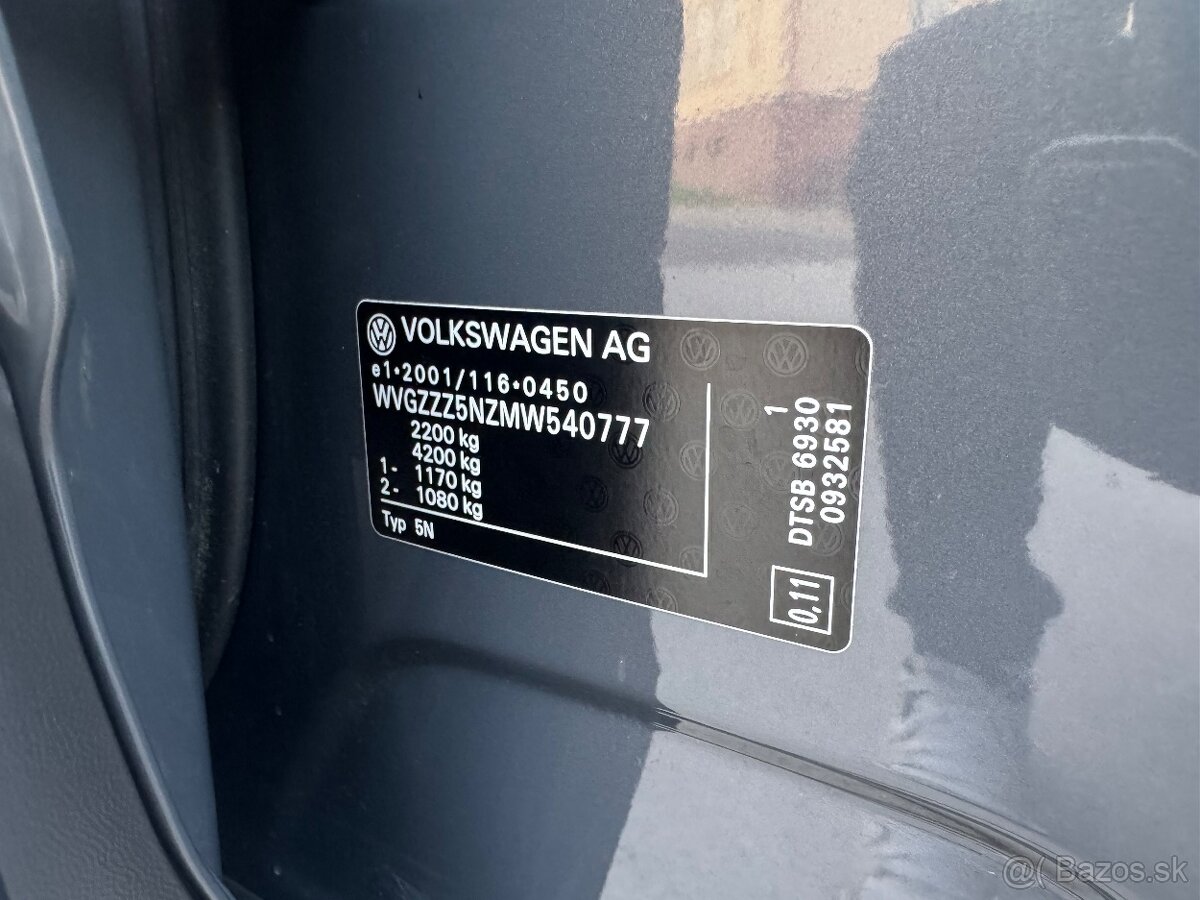 VOLKSWAGEN AG
e1*2001/116*0450
WVGZZZ5NZMW540777
2200 kg
4200 kg
1- 1170 kg
2- 1080 kg
Typ 5N
1
DTSB 6930
0932581
0,11
@( Bazos.sk